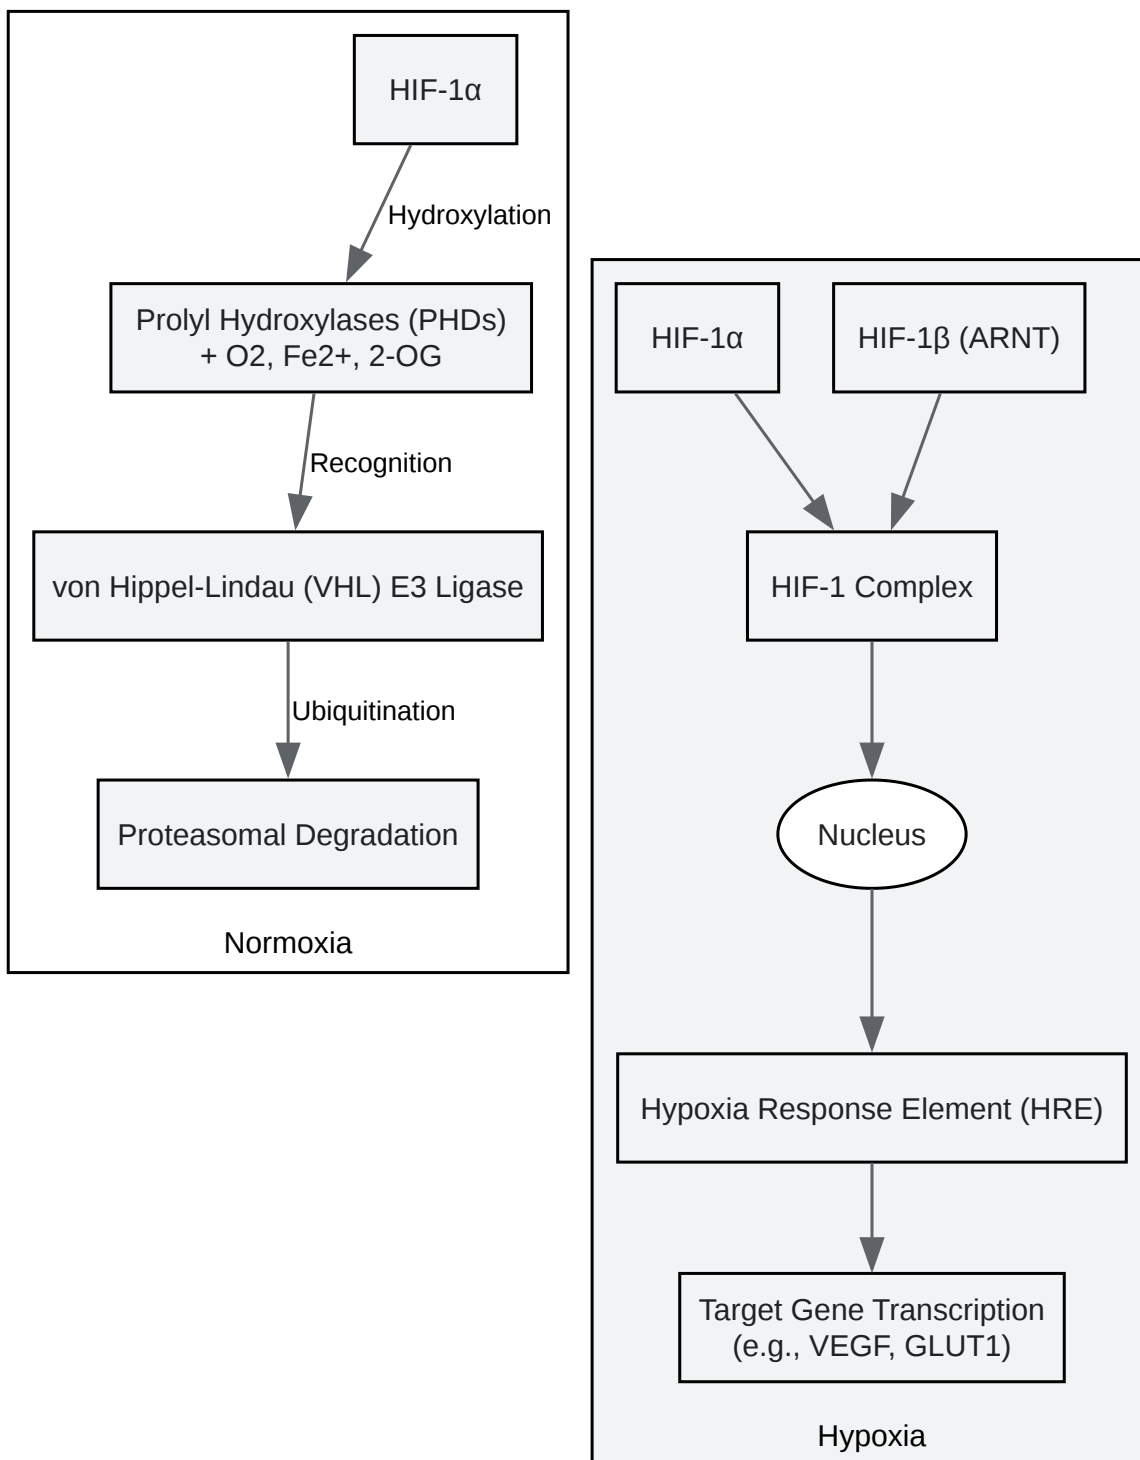 HIF-1α
Hydroxylation
Prolyl Hydroxylases (PHDs)
+ O2, Fe2+, 2-OG
Recognition
von Hippel-Lindau (VHL) E3 Ligase
Ubiquitination
Proteasomal Degradation
Normoxia
HIF-1α
HIF-1β (ARNT)
HIF-1 Complex
Nucleus
Hypoxia Response Element (HRE)
Target Gene Transcription
(e.g., VEGF, GLUT1)
Hypoxia